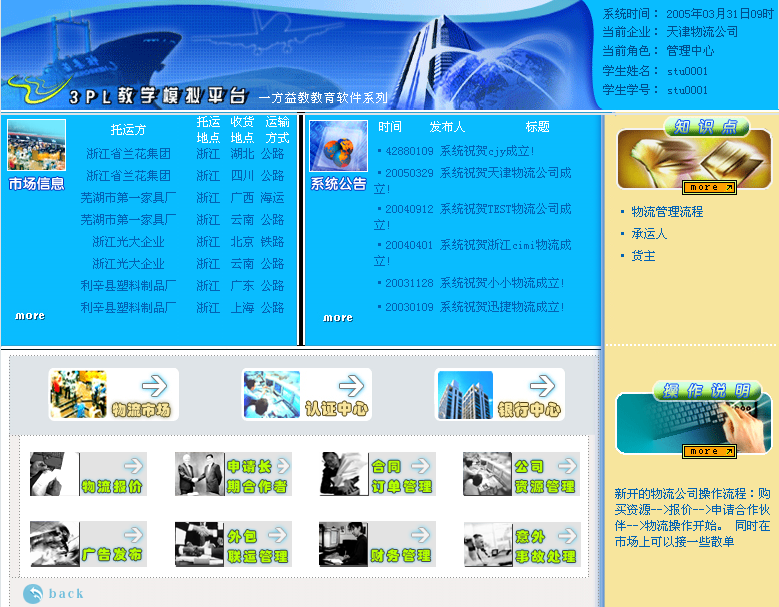 系统时间： 2005年03月31日09时
当前企业： 天津物流公司
当前角色： 管理中心
学生姓名： stu0001
学生学号： stu0001
3PL教学模拟平台 —方益教教育软件系列
市场信息
托运方 托运地点 收货地点 运输方式
浙江省兰花集团 浙江 湖北 公路
浙江省兰花集团 浙江 四川 公路
芜湖市第一家具厂 浙江 广西 海运
芜湖市第一家具厂 浙江 云南 公路
浙江光大企业 浙江 北京 铁路
浙江光大企业 浙江 云南 公路
利辛县塑料制品厂 浙江 广东 公路
利辛县塑料制品厂 浙江 上海 公路
more
系统公告
时间 发布人 标题
·42880109 系统祝贺cjy成立!
·20050329 系统祝贺天津物流公司成
立!
·20040912 系统祝贺TEST物流公司成
立!
·20040401 系统祝贺浙江cimi物流成
立!
·20031128 系统祝贺小小物流成立!
·20030109 系统祝贺迅捷物流成立!
more
知识点
more
· 物流管理流程
· 承运人
· 货主
物流市场
认证中心
银行中心
物流报价
申请长
期合作者
合同
订单管理
公司
资源管理
广告发布
外包
联运管理
财务管理
意外
事故处理
back
操作说明
more
新开的物流公司操作流程：购
买资源-->报价-->申请合作伙
伴-->物流操作开始。 同时在
市场上可以接一些散单